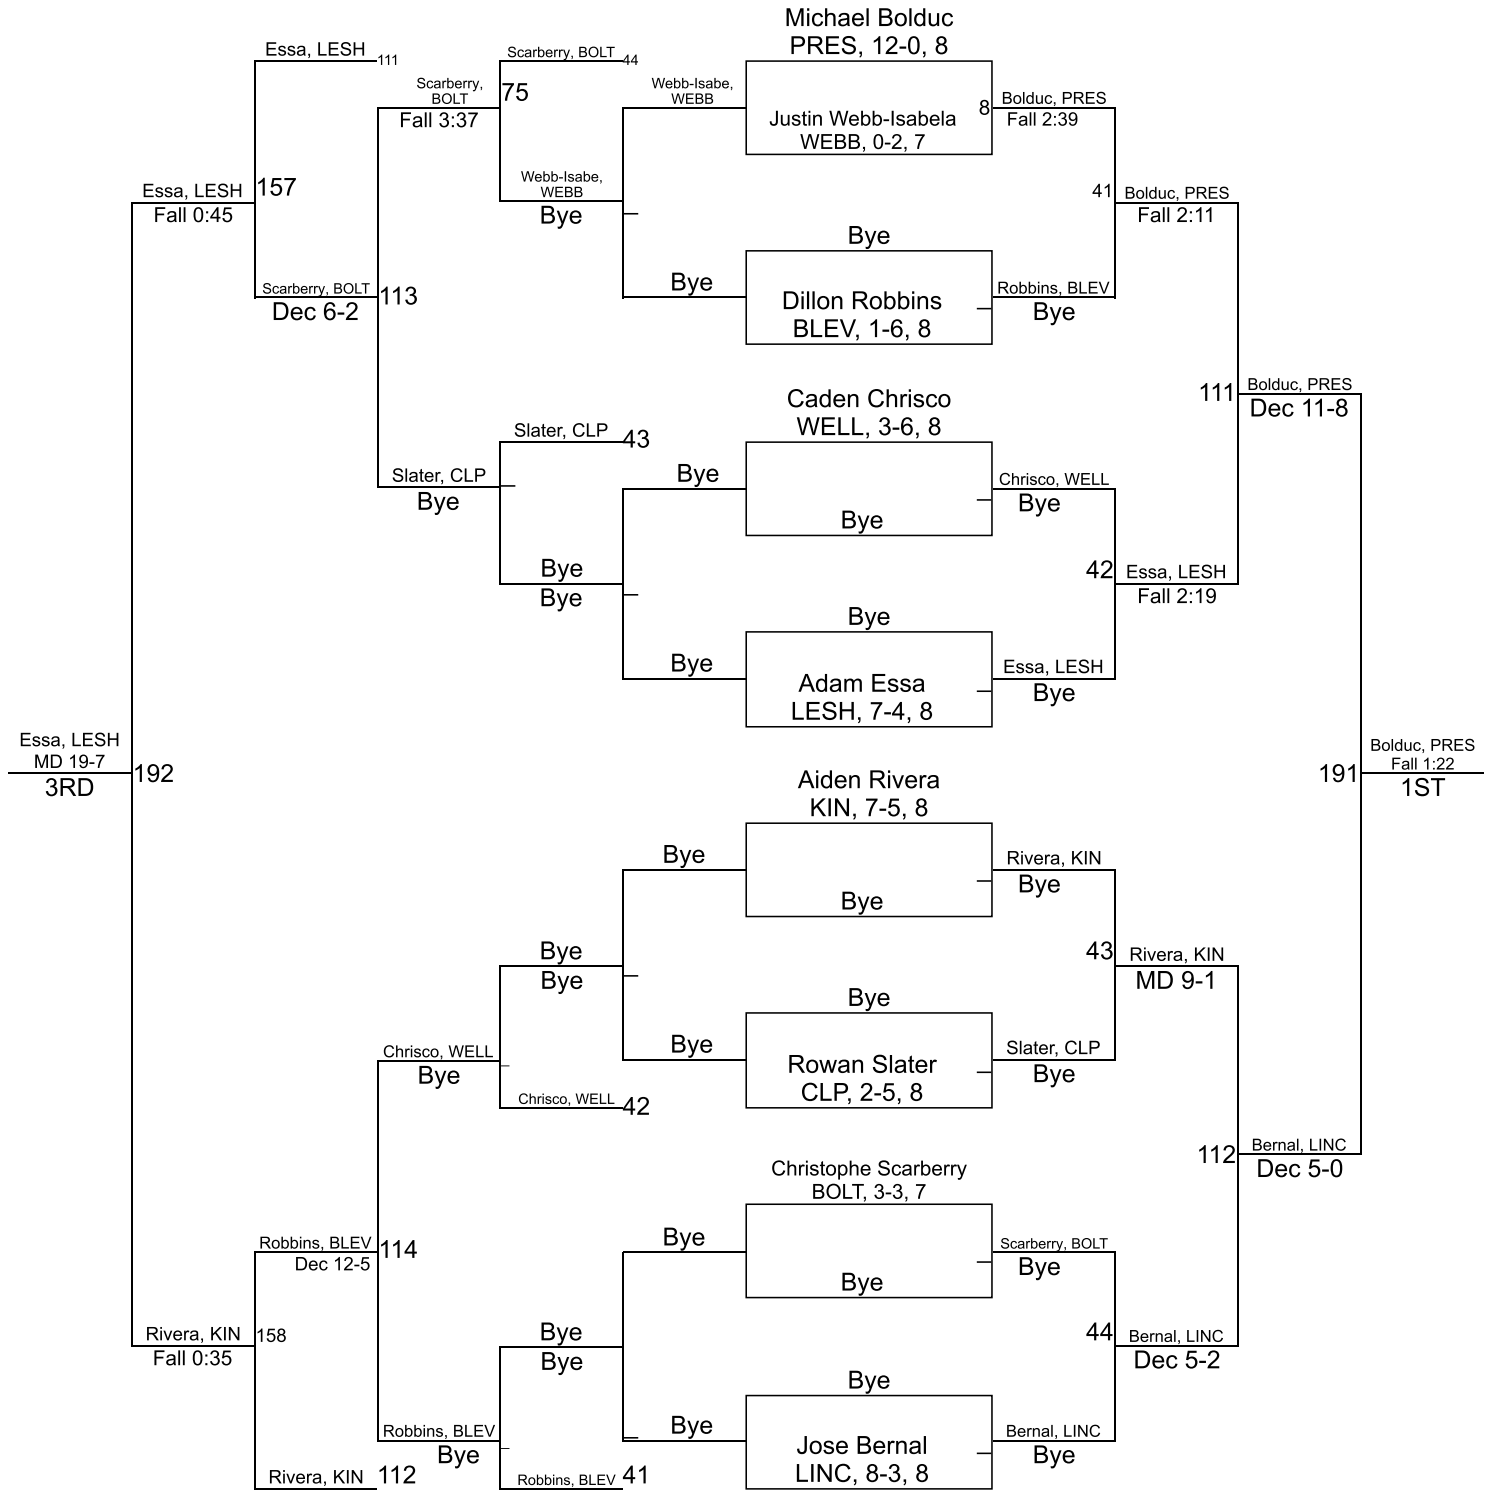 Michael Bolduc
PRES, 12-0, 8
Essa, LESH
111
Scarberry, BOLT
44
Scarberry,
BOLT
75
Webb-Isabe,
WEBB
Justin Webb-Isabela
WEBB, 0-2, 7
8
Bolduc, PRES
Fall 2:39
Fall 3:37
Essa, LESH
157
Fall 0:45
Webb-Isabe,
WEBB
Bye
41
Bolduc, PRES
Fall 2:11
Bye
Scarberry, BOLT
Dec 6-2
113
Bye
Dillon Robbins
BLEV, 1-6, 8
Robbins, BLEV
Bye
Caden Chrisco
WELL, 3-6, 8
111
Bolduc, PRES
Dec 11-8
Slater, CLP
43
Slater, CLP
Bye
Bye
Bye
Chrisco, WELL
Bye
Bye
Bye
42
Essa, LESH
Fall 2:19
Bye
Bye
Adam Essa
LESH, 7-4, 8
Essa, LESH
Bye
Essa, LESH
MD 19-7
3RD
192
Aiden Rivera
KIN, 7-5, 8
191
Bolduc, PRES
Fall 1:22
1ST
Bye
Bye
Rivera, KIN
Bye
Bye
Bye
43
Rivera, KIN
MD 9-1
Bye
Chrisco, WELL
Bye
Bye
Rowan Slater
CLP, 2-5, 8
Slater, CLP
Bye
Chrisco, WELL
42
Christophe Scarberry
BOLT, 3-3, 7
112
Bernal, LINC
Dec 5-0
Robbins, BLEV
Dec 12-5
114
Bye
Bye
Scarberry, BOLT
Bye
Rivera, KIN
Fall 0:35
158
Bye
Bye
44
Bernal, LINC
Dec 5-2
Bye
Robbins, BLEV
Bye
Bye
Jose Bernal
LINC, 8-3, 8
Bernal, LINC
Bye
Rivera, KIN
112
Robbins, BLEV
41